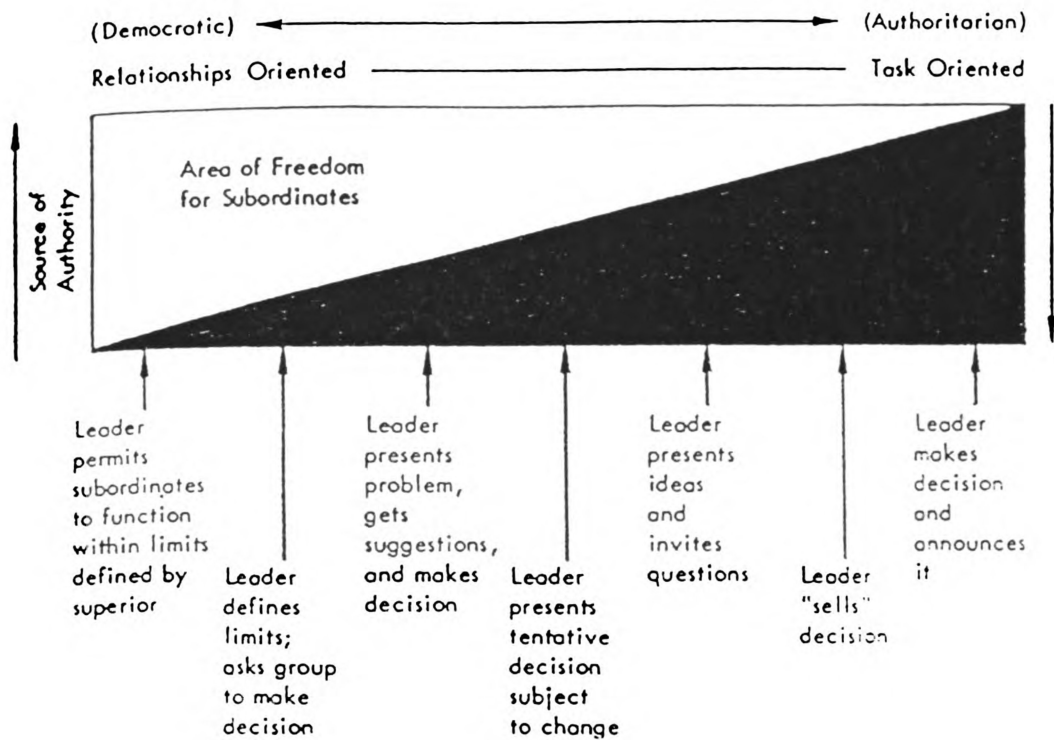 (Democratic) (Authoritarian)
Relationships Oriented Task Oriented
Area of Freedom
for Subordinates
Source of
Authority
Leader
permits
subordinates
to function
within limits
defined by
superior
Leader
defines
limits;
asks group
to make
decision
Leader
presents
problem,
gets
suggestions,
and makes
decision
Leader
presents
tentative
decision
subject
to change
Leader
presents
ideas
and
invites
questions
Leader
"sells"
decision
Leader
makes
decision
and
announces
it